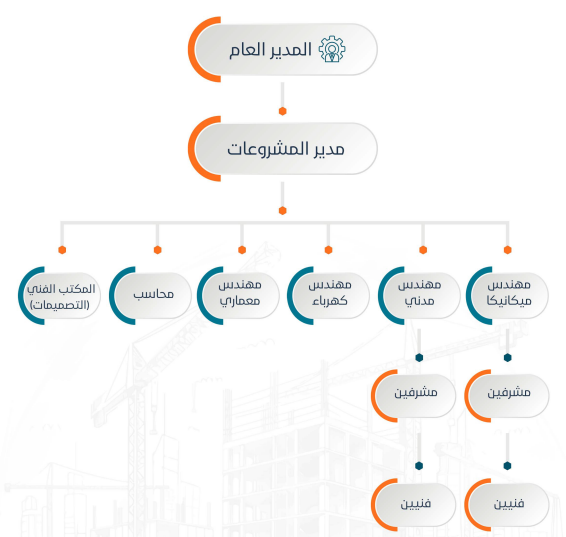 المدير العام
مدير المشروعات
مهندس
ميكانيكا
مهندس
مدني
مهندس
كهرباء
مهندس
معماري
محاسب
المكتب الفني
(التصميمات)
مشرفين
مشرفين
فنيين
فنيين